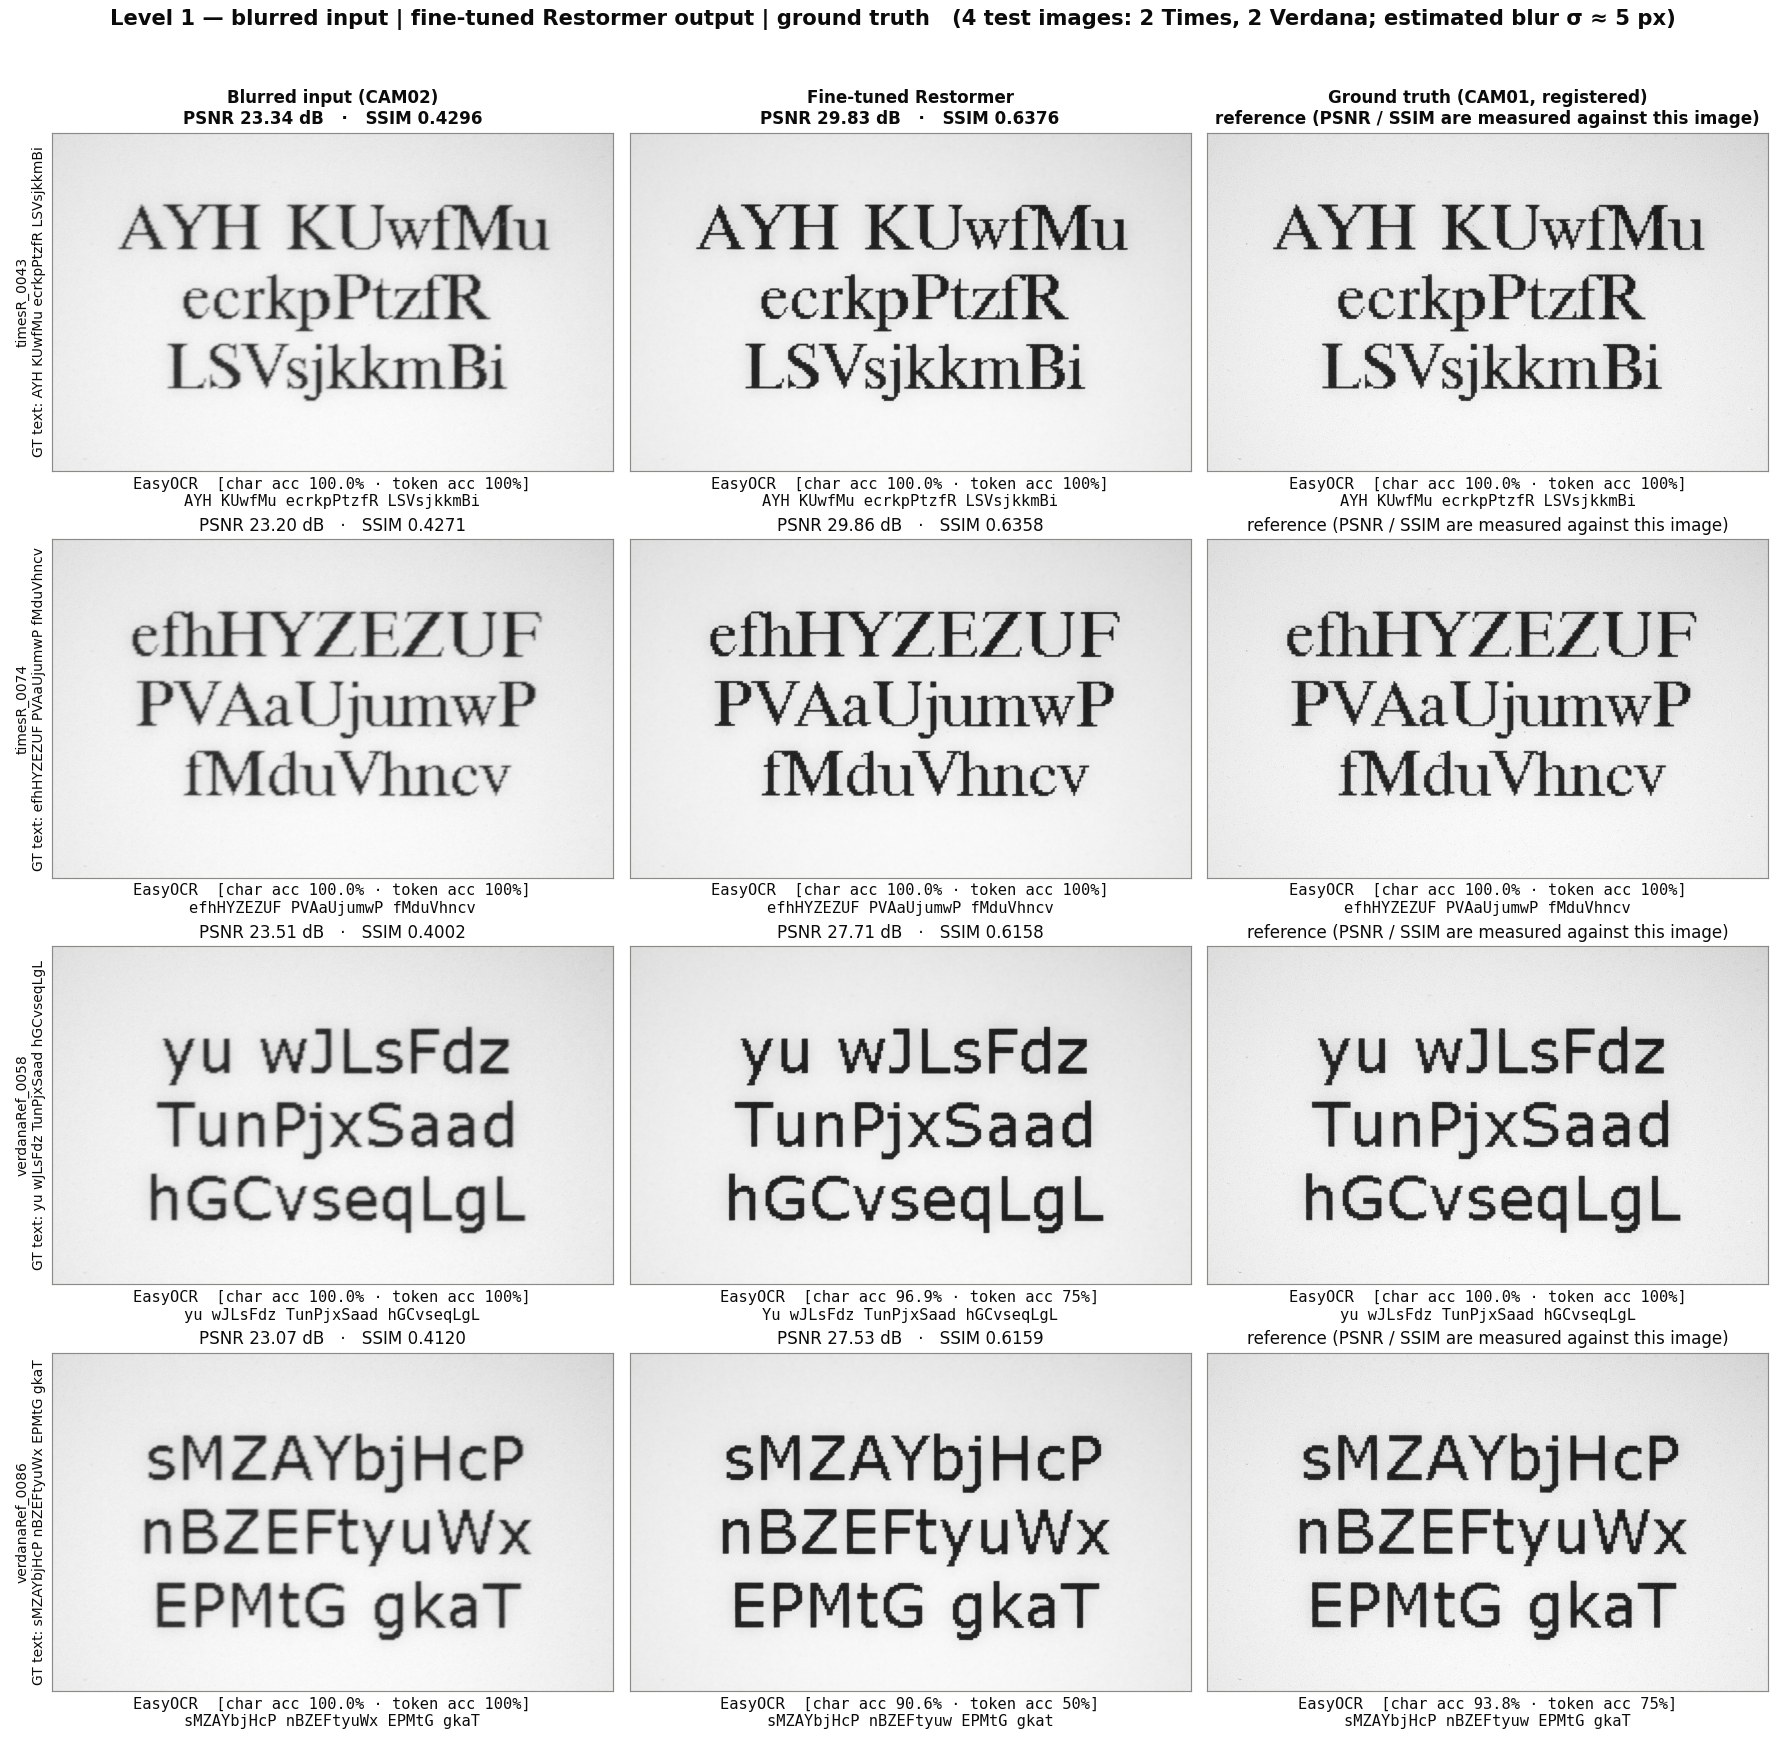 Level 1 — blurred input | fine-tuned Restormer output | ground truth (4 test images: 2 Times, 2 Verdana; estimated blur σ ≈ 5 px)
Blurred input (CAM02)
PSNR 23.34 dB · SSIM 0.4296
Fine-tuned Restormer
PSNR 29.83 dB · SSIM 0.6376
Ground truth (CAM01, registered)
reference (PSNR / SSIM are measured against this image)
timesR_0043
GT text: AYH KUwfMu ecrkpPtzfR LSVsjkkmBi
AYH KUwfMu
ecrkpPtzfR
LSVsjkkmBi
AYH KUwfMu
ecrkpPtzfR
LSVsjkkmBi
AYH KUwfMu
ecrkpPtzfR
LSVsjkkmBi
EasyOCR [char acc 100.0% · token acc 100%]
AYH KUwfMu ecrkpPtzfR LSVsjkkmBi
EasyOCR [char acc 100.0% · token acc 100%]
AYH KUwfMu ecrkpPtzfR LSVsjkkmBi
EasyOCR [char acc 100.0% · token acc 100%]
AYH KUwfMu ecrkpPtzfR LSVsjkkmBi
PSNR 23.20 dB · SSIM 0.4271
PSNR 29.86 dB · SSIM 0.6358
reference (PSNR / SSIM are measured against this image)
timesR_0074
GT text: efhHYZEZUF PVAaUjumwP fMduVhncv
efhHYZEZUF
PVAaUjumwP
fMduVhncv
efhHYZEZUF
PVAaUjumwP
fMduVhncv
efhHYZEZUF
PVAaUjumwP
fMduVhncv
EasyOCR [char acc 100.0% · token acc 100%]
efhHYZEZUF PVAaUjumwP fMduVhncv
EasyOCR [char acc 100.0% · token acc 100%]
efhHYZEZUF PVAaUjumwP fMduVhncv
EasyOCR [char acc 100.0% · token acc 100%]
efhHYZEZUF PVAaUjumwP fMduVhncv
PSNR 23.51 dB · SSIM 0.4002
PSNR 27.71 dB · SSIM 0.6158
reference (PSNR / SSIM are measured against this image)
verdanaRef_0058
GT text: yu wJLsFdz TunPjxSaad hGCvseqLgL
yu wJLsFdz
TunPjxSaad
hGCvseqLgL
yu wJLsFdz
TunPjxSaad
hGCvseqLgL
yu wJLsFdz
TunPjxSaad
hGCvseqLgL
EasyOCR [char acc 100.0% · token acc 100%]
yu wJLsFdz TunPjxSaad hGCvseqLgL
EasyOCR [char acc 96.9% · token acc 75%]
Yu wJLsFdz TunPjxSaad hGCvseqLgL
EasyOCR [char acc 100.0% · token acc 100%]
yu wJLsFdz TunPjxSaad hGCvseqLgL
PSNR 23.07 dB · SSIM 0.4120
PSNR 27.53 dB · SSIM 0.6159
reference (PSNR / SSIM are measured against this image)
verdanaRef_0086
GT text: sMZAYbjHcP nBZEFtyuWx EPMtG gkaT
sMZAYbjHcP
nBZEFtyuWx
EPMtG gkaT
sMZAYbjHcP
nBZEFtyuWx
EPMtG gkaT
sMZAYbjHcP
nBZEFtyuWx
EPMtG gkaT
EasyOCR [char acc 100.0% · token acc 100%]
sMZAYbjHcP nBZEFtyuWx EPMtG gkaT
EasyOCR [char acc 90.6% · token acc 50%]
sMZAYbjHcP nBZEFtyuw EPMtG gkat
EasyOCR [char acc 93.8% · token acc 75%]
sMZAYbjHcP nBZEFtyuw EPMtG gkaT